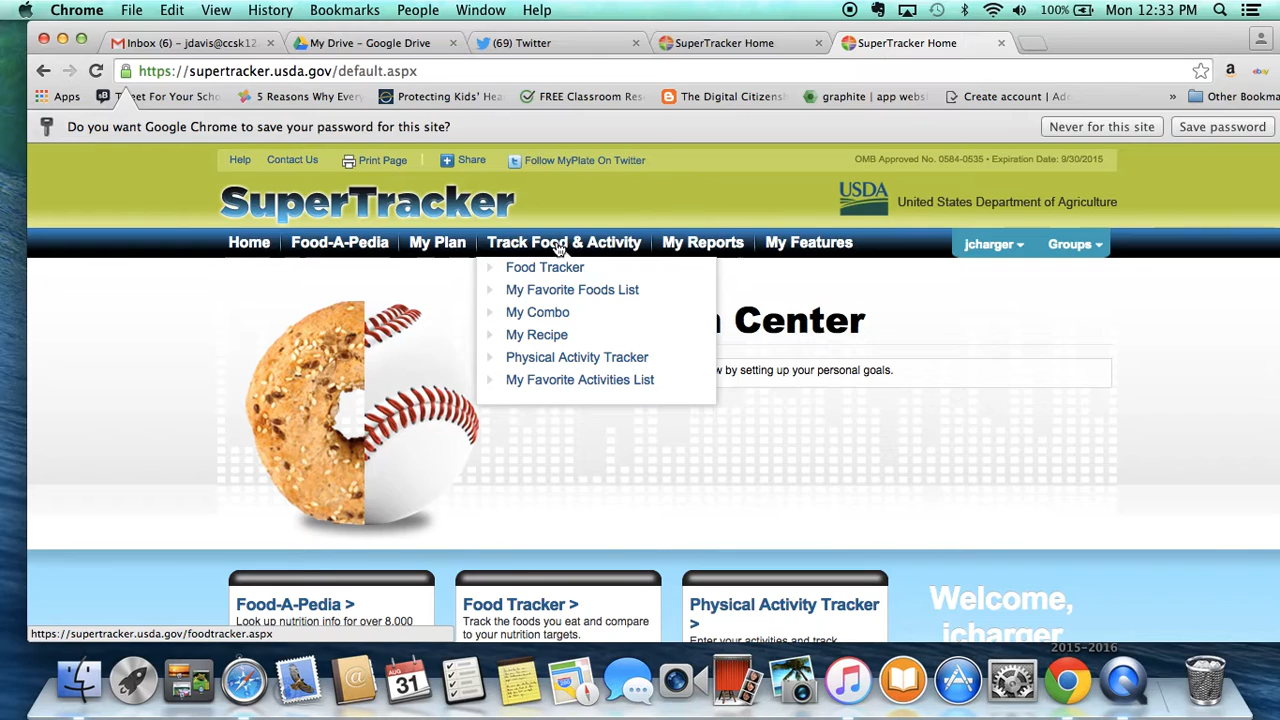 Chrome File Edit View History Bookmarks People Window Help 100% Mon 12:33 PM
Inbox (6) - jdavis@ccsk12 × My Drive - Google Drive × (69) Twitter × SuperTracker Home × SuperTracker Home ×
https://supertracker.usda.gov/default.aspx
Apps Tweet For Your Scho 5 Reasons Why Every Protecting Kids' Hea FREE Classroom Res The Digital Citizensh graphite | app webs Create account | Ad » Other Bookma
Do you want Google Chrome to save your password for this site? Never for this site Save password
Help Contact Us Print Page Share Follow MyPlate On Twitter OMB Approved No. 0584-0535 • Expiration Date: 9/30/2015
SuperTracker USDA United States Department of Agriculture
Home Food-A-Pedia My Plan Track Food & Activity My Reports My Features jcharger Groups
Food Tracker
My Favorite Foods List
My Combo
My Recipe
Physical Activity Tracker
My Favorite Activities List
Center
w by setting up your personal goals.
Food-A-Pedia >
Look up nutrition info for over 8,000
Food Tracker >
Track the foods you eat and compare
to your nutrition targets.
Physical Activity Tracker
>
Enter your activities and track
Welcome,
jcharger
https://supertracker.usda.gov/foodtracker.aspx
2015-2016
AUG
31